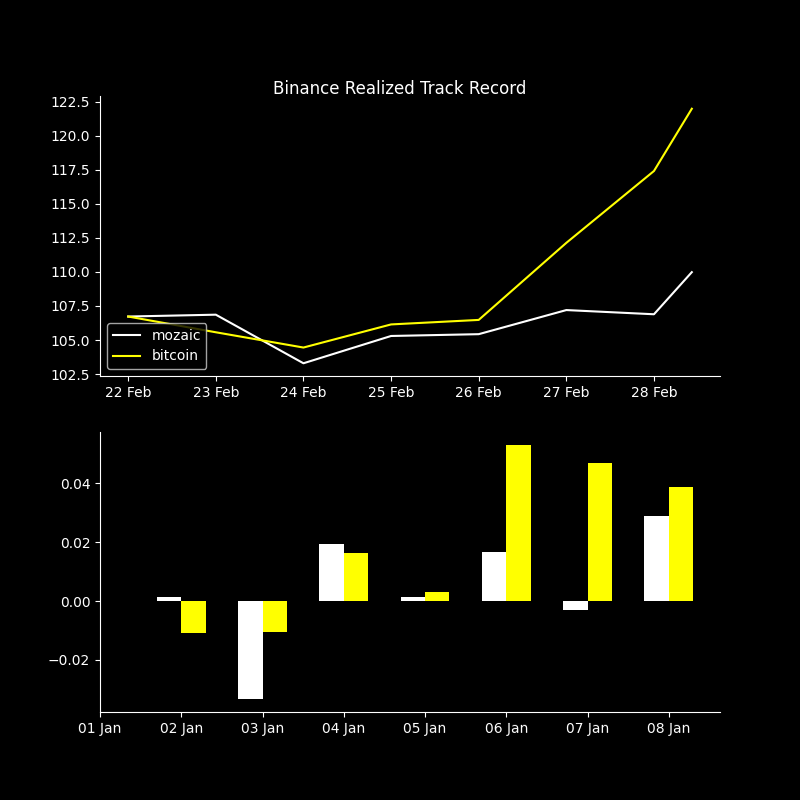 Binance Realized Track Record
122.5
120.0
117.5
115.0
112.5
110.0
107.5
105.0
102.5
mozaic
bitcoin
22 Feb 23 Feb 24 Feb 25 Feb 26 Feb 27 Feb 28 Feb
0.04
0.02
0.00
−0.02
01 Jan 02 Jan 03 Jan 04 Jan 05 Jan 06 Jan 07 Jan 08 Jan